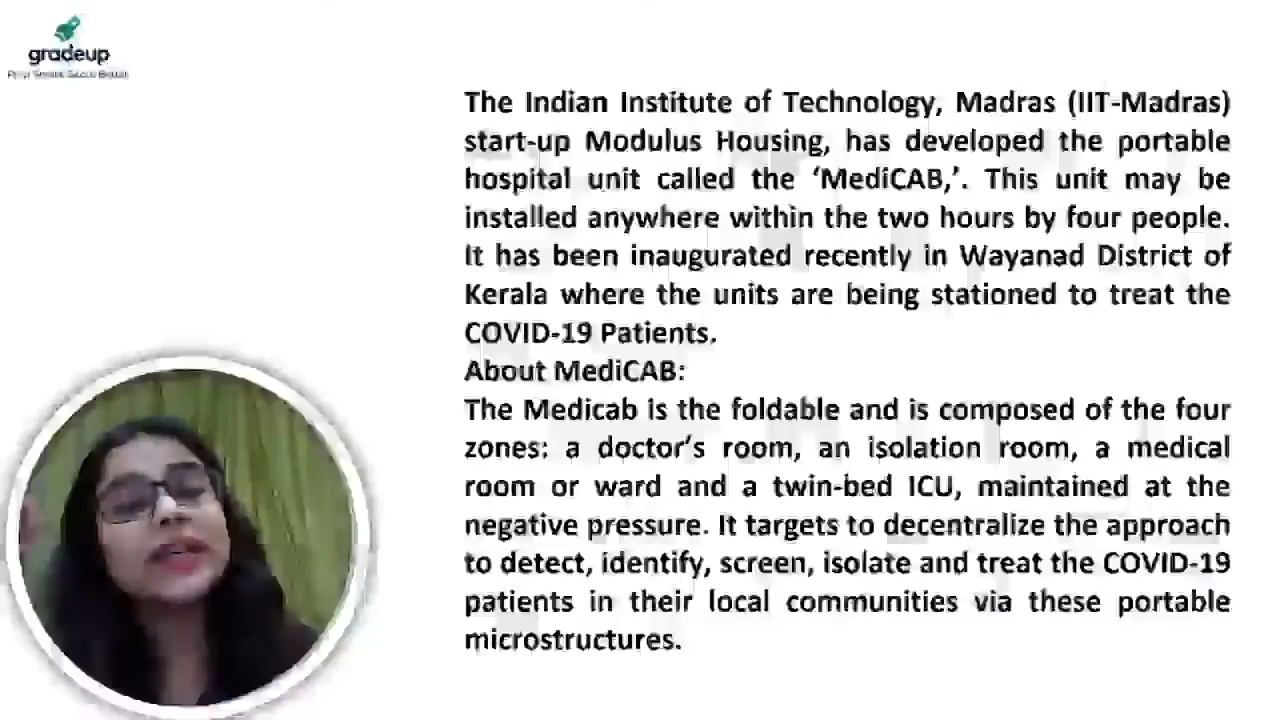 gradeup
The Indian Institute of Technology, Madras (IIT-Madras)
start-up Modulus Housing, has developed the portable
hospital unit called the ‘MediCAB,’. This unit may be
installed anywhere within the two hours by four people.
It has been inaugurated recently in Wayanad District of
Kerala where the units are being stationed to treat the
COVID-19 Patients.
About MediCAB:
The Medicab is the foldable and is composed of the four
zones: a doctor’s room, an isolation room, a medical
room or ward and a twin-bed ICU, maintained at the
negative pressure. It targets to decentralize the approach
to detect, identify, screen, isolate and treat the COVID-19
patients in their local communities via these portable
microstructures.